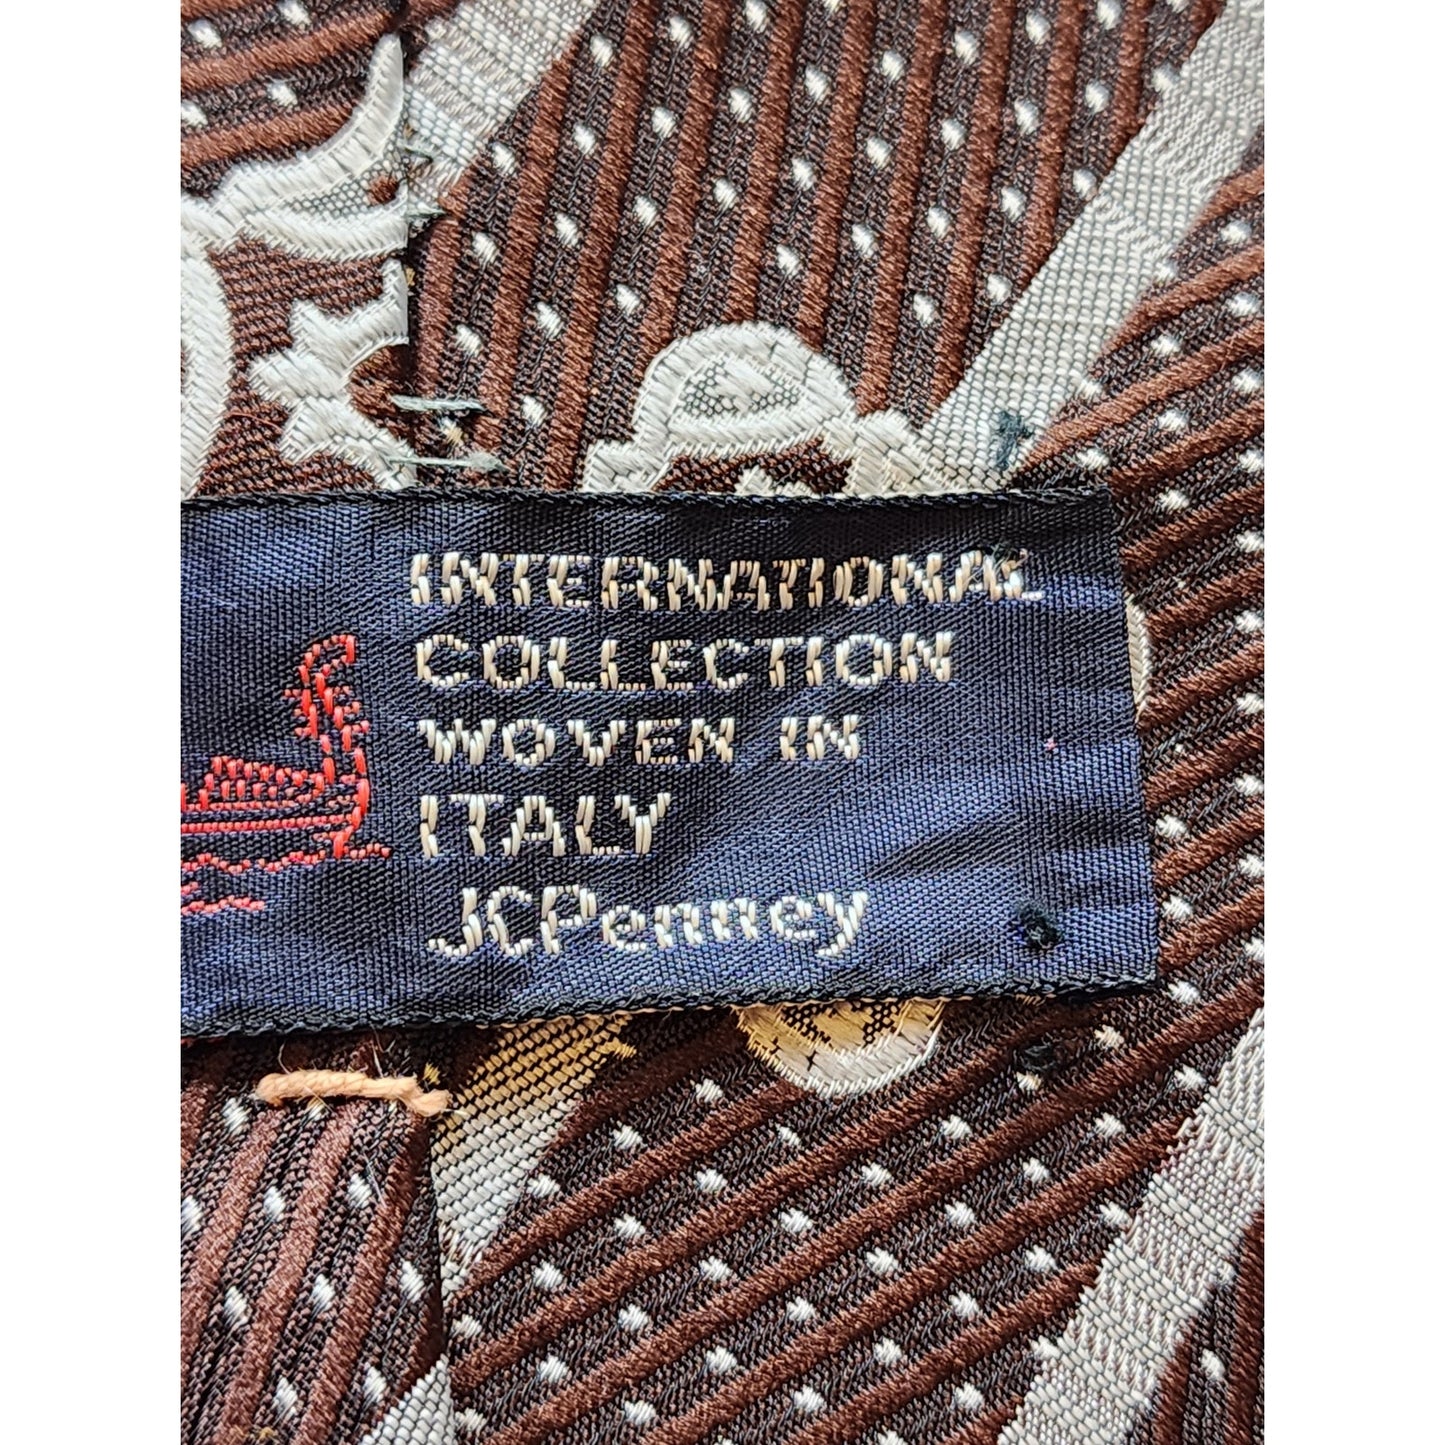 INTERNATIONAL
COLLECTION
WOVEN IN
ITALY
JCPenney